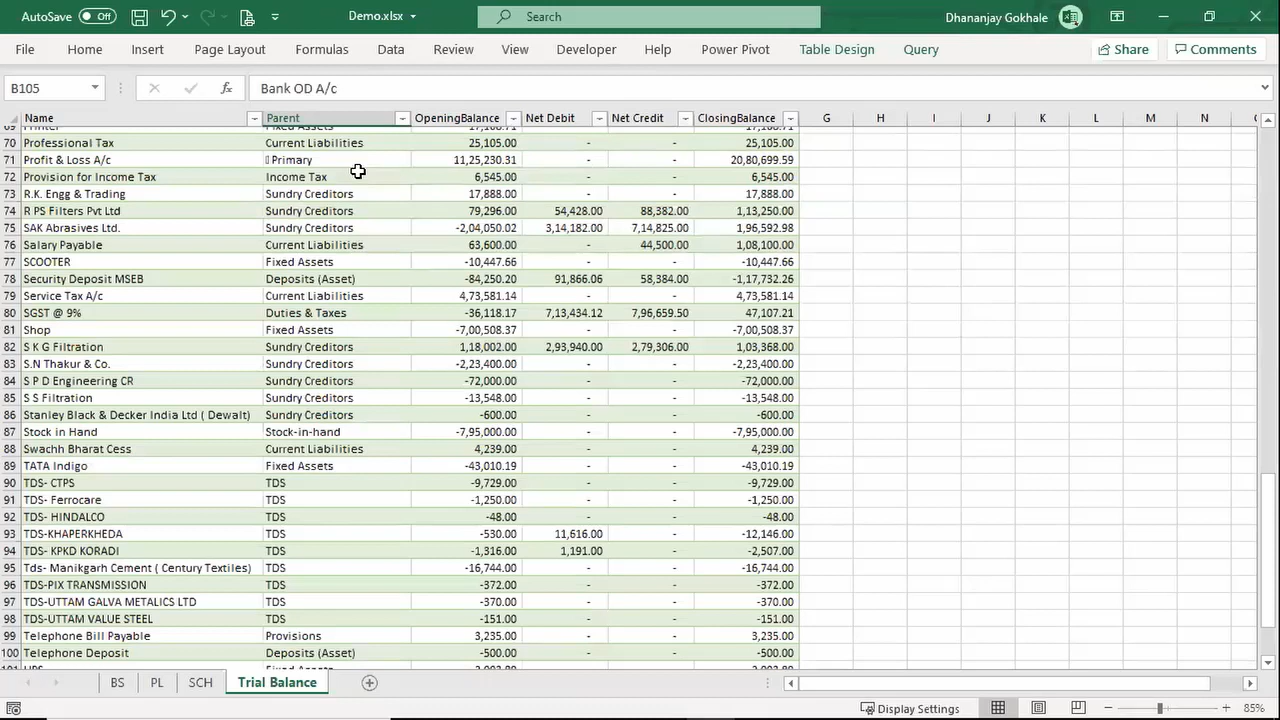 AutoSave Off Demo.xlsx Search Dhananjay Gokhale
File Home Insert Page Layout Formulas Data Review View Developer Help Power Pivot Table Design Query Share Comments
B105 fx Bank OD A/c
Name Parent OpeningBalance Net Debit Net Credit ClosingBalance G H I J K L M N
69 Printer Fixed Assets 17,108.71 - - 17,108.71
70 Professional Tax Current Liabilities 25,105.00 - - 25,105.00
71 Profit & Loss A/c Primary 11,25,230.31 - - 20,80,699.59
72 Provision for Income Tax Income Tax 6,545.00 - - 6,545.00
73 R.K. Engg & Trading Sundry Creditors 17,888.00 - - 17,888.00
74 R PS Filters Pvt Ltd Sundry Creditors 79,296.00 54,428.00 88,382.00 1,13,250.00
75 SAK Abrasives Ltd. Sundry Creditors -2,04,050.02 3,14,182.00 7,14,825.00 1,96,592.98
76 Salary Payable Current Liabilities 63,600.00 - 44,500.00 1,08,100.00
77 SCOOTER Fixed Assets -10,447.66 - - -10,447.66
78 Security Deposit MSEB Deposits (Asset) -84,250.20 91,866.06 58,384.00 -1,17,732.26
79 Service Tax A/c Current Liabilities 4,73,581.14 - - 4,73,581.14
80 SGST @ 9% Duties & Taxes -36,118.17 7,13,434.12 7,96,659.50 47,107.21
81 Shop Fixed Assets -7,00,508.37 - - -7,00,508.37
82 S K G Filtration Sundry Creditors 1,18,002.00 2,93,940.00 2,79,306.00 1,03,368.00
83 S.N Thakur & Co. Sundry Creditors -2,23,400.00 - - -2,23,400.00
84 S P D Engineering CR Sundry Creditors -72,000.00 - - -72,000.00
85 S S Filtration Sundry Creditors -13,548.00 - - -13,548.00
86 Stanley Black & Decker India Ltd ( Dewalt) Sundry Creditors -600.00 - - -600.00
87 Stock in Hand Stock-in-hand -7,95,000.00 - - -7,95,000.00
88 Swachh Bharat Cess Current Liabilities 4,239.00 - - 4,239.00
89 TATA Indigo Fixed Assets -43,010.19 - - -43,010.19
90 TDS- CTPS TDS -9,729.00 - - -9,729.00
91 TDS- Ferrocare TDS -1,250.00 - - -1,250.00
92 TDS- HINDALCO TDS -48.00 - - -48.00
93 TDS-KHAPERKHEDA TDS -530.00 11,616.00 - -12,146.00
94 TDS- KPKD KORADI TDS -1,316.00 1,191.00 - -2,507.00
95 Tds- Manikgarh Cement ( Century Textiles) TDS -16,744.00 - - -16,744.00
96 TDS-PIX TRANSMISSION TDS -372.00 - - -372.00
97 TDS-UTTAM GALVA METALICS LTD TDS -370.00 - - -370.00
98 TDS-UTTAM VALUE STEEL TDS -151.00 - - -151.00
99 Telephone Bill Payable Provisions 3,235.00 - - 3,235.00
100 Telephone Deposit Deposits (Asset) -500.00 - - -500.00
BS PL SCH Trial Balance
Display Settings 85%